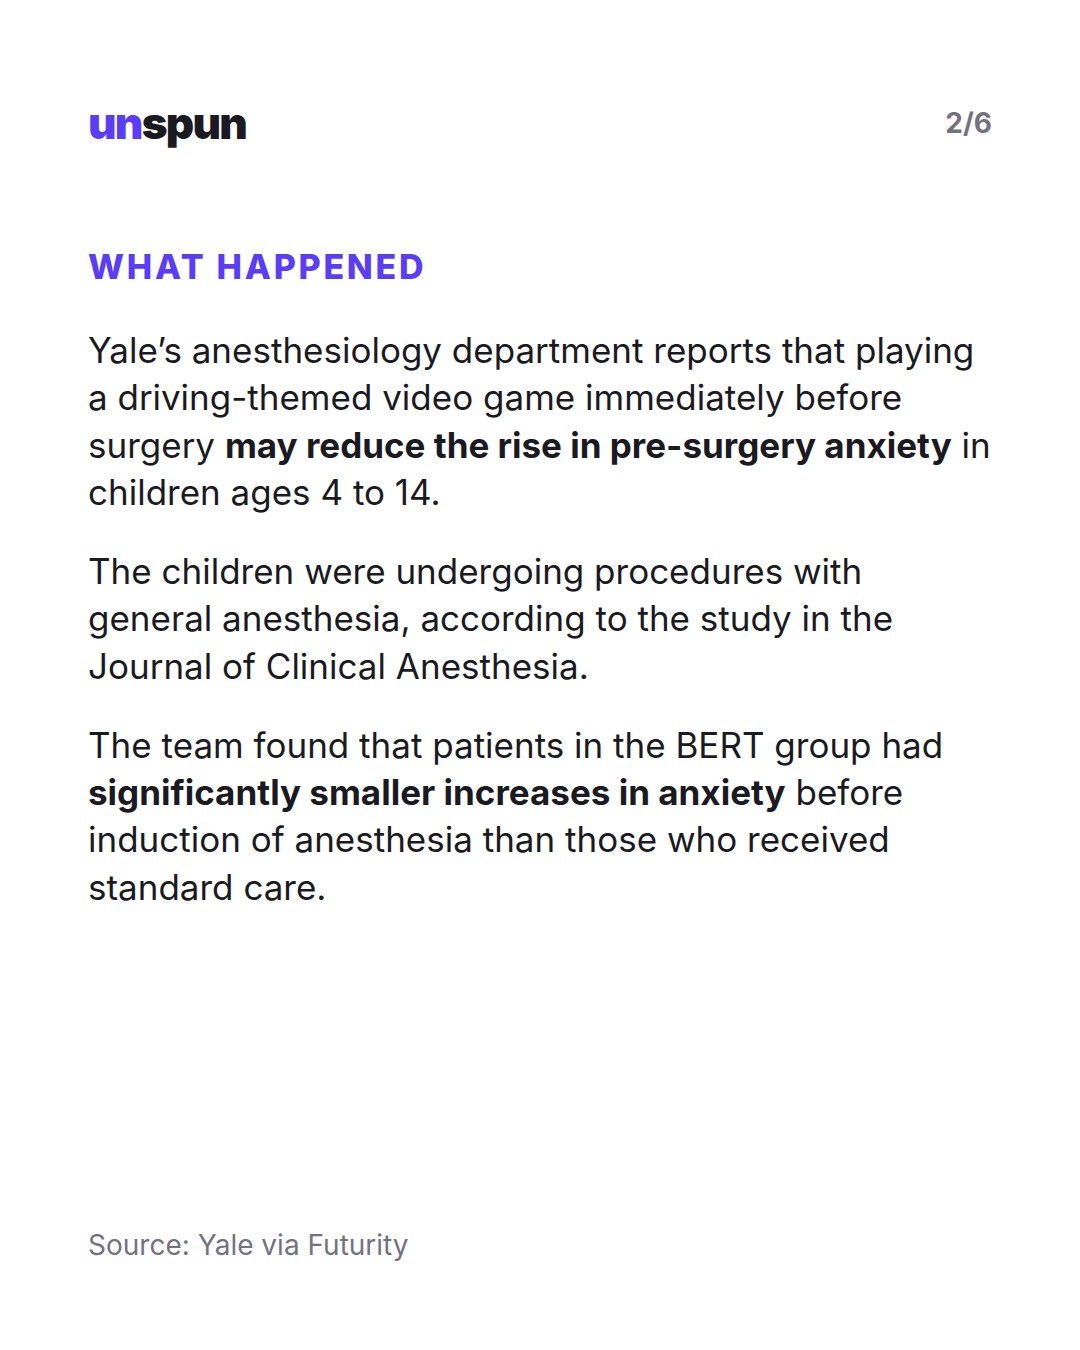 unspun
2/6
WHAT HAPPENED
Yale’s anesthesiology department reports that playing
a driving-themed video game immediately before
surgery may reduce the rise in pre-surgery anxiety in
children ages 4 to 14.
The children were undergoing procedures with
general anesthesia, according to the study in the
Journal of Clinical Anesthesia.
The team found that patients in the BERT group had
significantly smaller increases in anxiety before
induction of anesthesia than those who received
standard care.
Source: Yale via Futurity